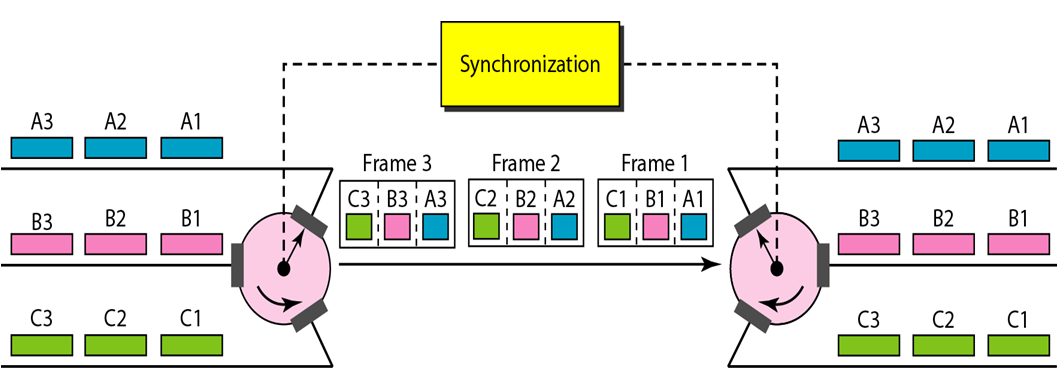 Synchronization
A3 A2 A1
A3 A2 A1
Frame 3 Frame 2 Frame 1
C3 B3 A3 C2 B2 A2 C1 B1 A1
B3 B2 B1
B3 B2 B1
C3 C2 C1
C3 C2 C1